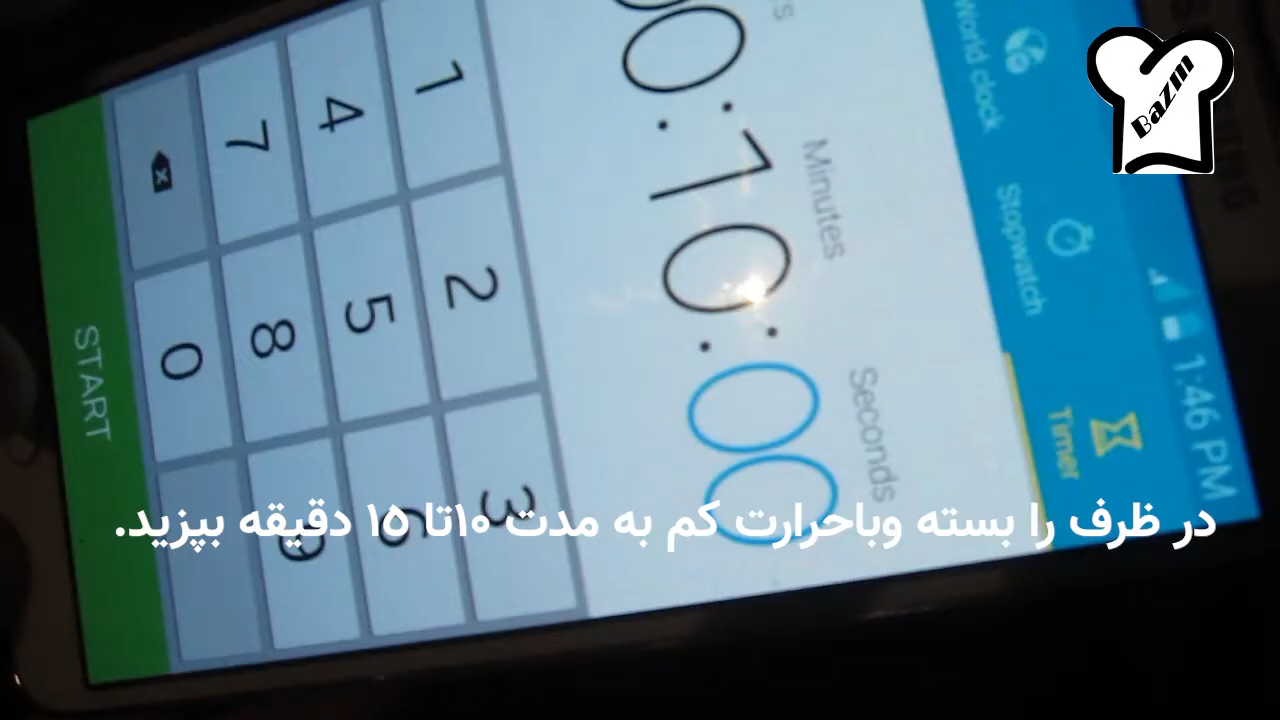 Bazm
1:46 PM
World clock
Stopwatch
Timer
Minutes
Seconds
00:10:00
1 2 3
4 5 6
7 8 9
0
START
در ظرف را بسته وباحرارت کم به مدت ۱۰تا ۱۵ دقیقه بپزید.